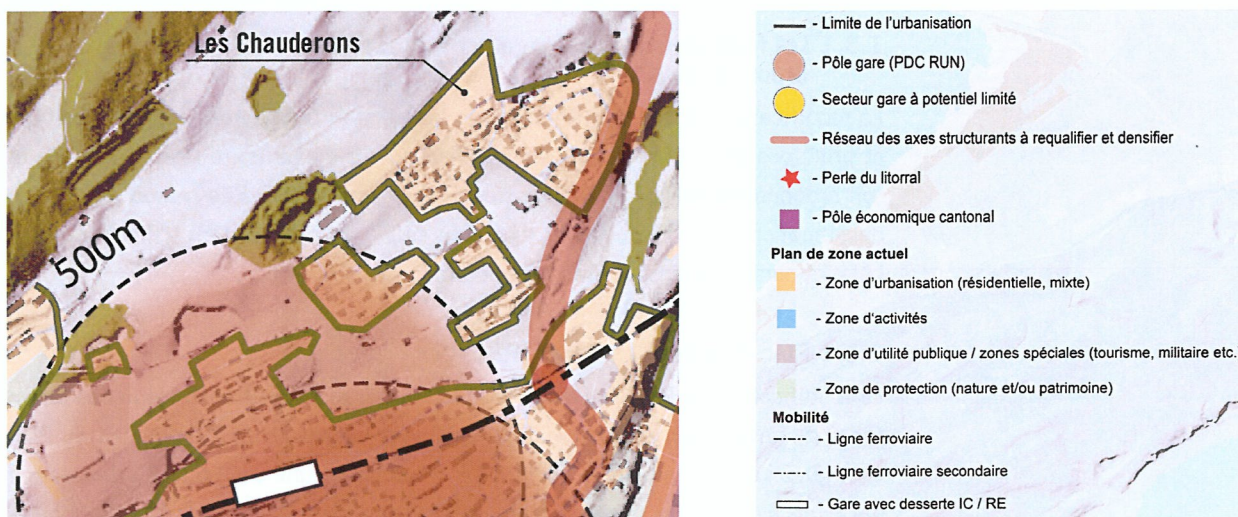 Les Chauderons
500m
- Limite de l'urbanisation
- Pôle gare (PDC RUN)
- Secteur gare à potentiel limité
- Réseau des axes structurants à requalifier et densifier
- Perle du litorral
- Pôle économique cantonal
Plan de zone actuel
- Zone d'urbanisation (résidentielle, mixte)
- Zone d'activités
- Zone d'utilité publique / zones spéciales (tourisme, militaire etc.
- Zone de protection (nature et/ou patrimoine)
Mobilité
- Ligne ferroviaire
- Ligne ferroviaire secondaire
- Gare avec desserte IC / RE